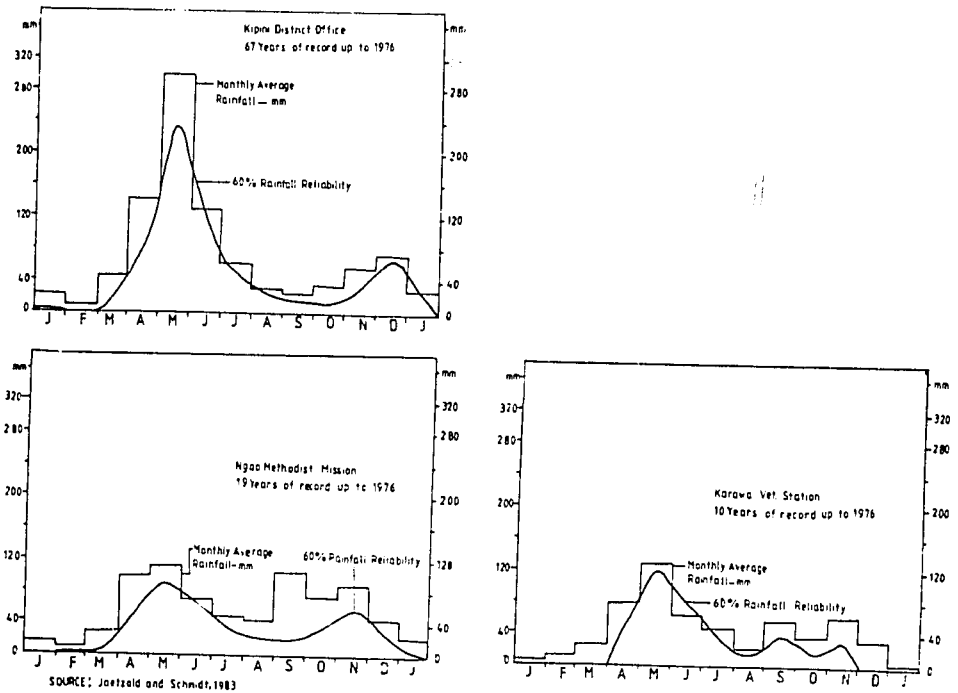 Kipini District Office
67 Years of record up to 1976
mm
320
280
200
120
40
0
Monthly Average
Rainfall — mm
60% Rainfall Reliability
mm
320
280
200
120
40
0
J F M A M J J A S O N D J
Ngao Methodist Mission
19 Years of record up to 1976
mm
320
280
200
120
40
0
Monthly Average
Rainfall-mm
60% Rainfall Reliability
mm
320
280
200
120
40
0
J F M A M J J A S O N D J
Karawa Vet. Station
10 Years of record up to 1976
mm
320
200
120
40
0
Monthly Average
Rainfall-mm
60% Rainfall Reliability
mm
320
280
200
120
40
0
J F M A M J J A S O N D J
SOURCE; Jaetzald and Schmidt, 1983